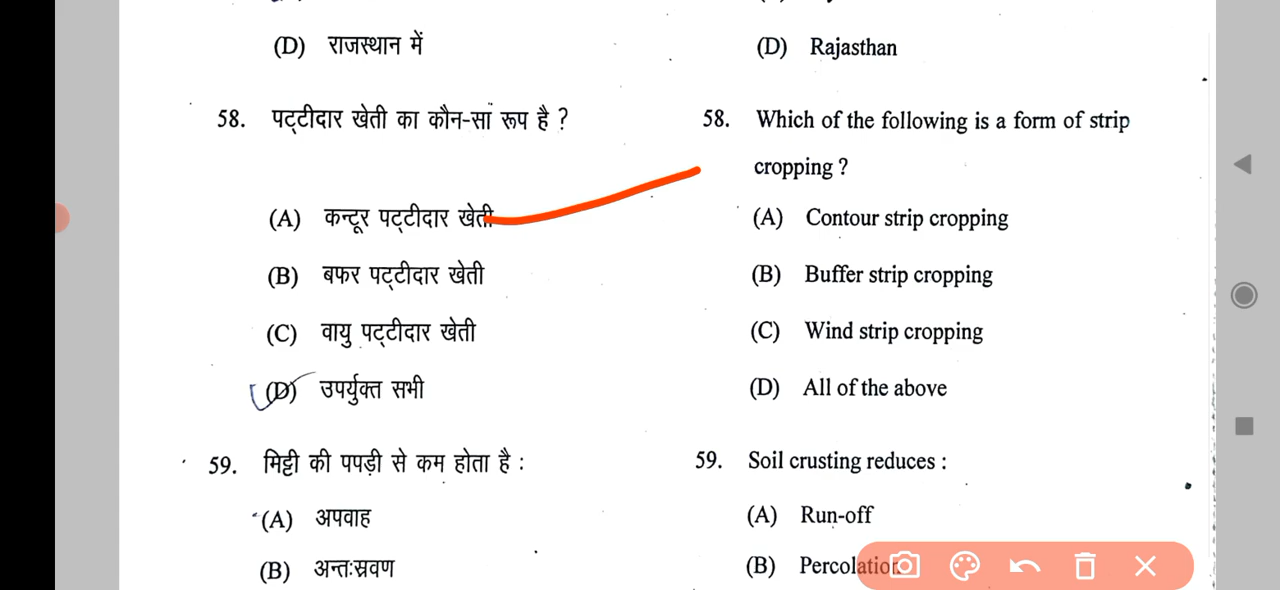 (D) राजस्थान में
58. पट्टीदार खेती का कौन-सा रूप है ?
(A) कन्टूर पट्टीदार खेती
(B) बफर पट्टीदार खेती
(C) वायु पट्टीदार खेती
(D) उपर्युक्त सभी
59. मिट्टी की पपड़ी से कम होता है :
(A) अपवाह
(B) अन्तःस्रवण
(D) Rajasthan
58. Which of the following is a form of strip
cropping ?
(A) Contour strip cropping
(B) Buffer strip cropping
(C) Wind strip cropping
(D) All of the above
59. Soil crusting reduces :
(A) Run-off
(B) Percolation